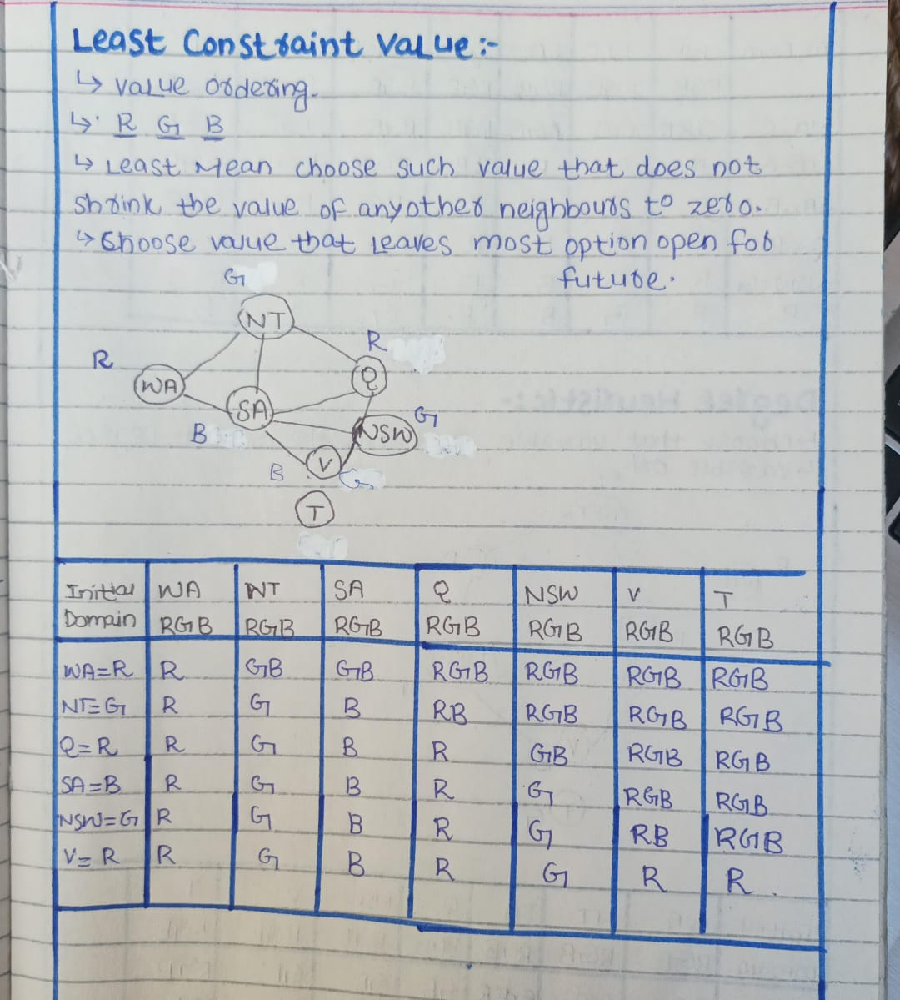 Least Constraint Value:-
↳ value ordering.
↳ R G B
↳ Least Mean choose such value that does not
shrink the value of anyother neighbours to zero.
↳ Choose value that leaves most option open for
future.
G
NT
R
R
Q
WA
SA
G
B
NSW
B
V
G
T
Initial WA NT SA Q NSW V T
Domain RGB RGB RGB RGB RGB RGB RGB
WA=R R GB GB RGB RGB RGB RGB
NT=G R G B RB RGB RGB RGB
Q=R R G B R GB RGB RGB
SA=B R G B R G RGB RGB
NSW=G R G B R G RB RGB
V=R R G B R G R R.